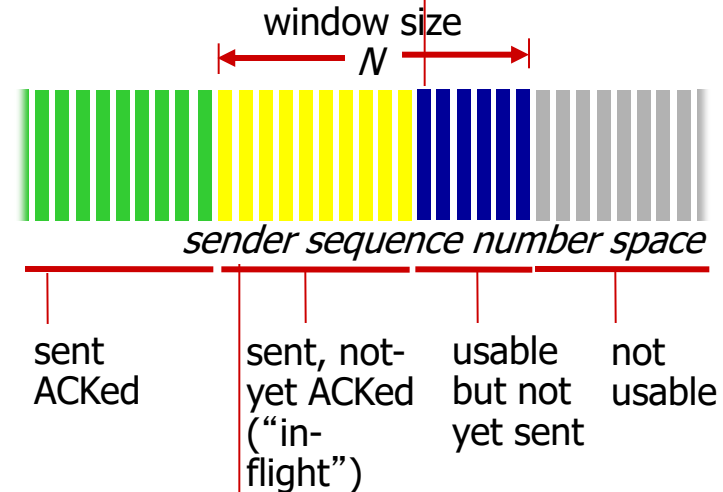 window size
N
sender sequence number space
sent
ACKed
sent, not-
yet ACKed
(“in-
flight”)
usable
but not
yet sent
not
usable